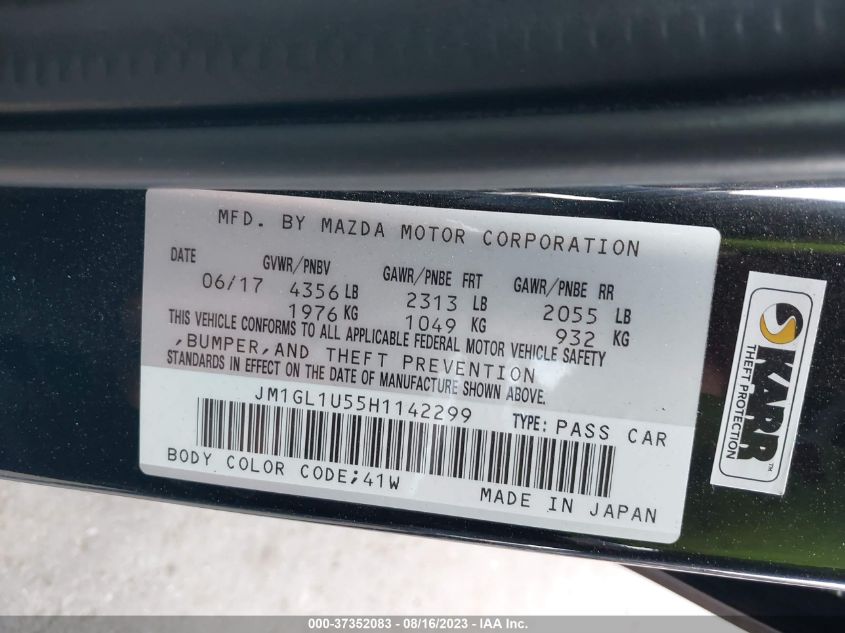 MFD. BY MAZDA MOTOR CORPORATION
DATE GVWR/PNBV GAWR/PNBE FRT GAWR/PNBE RR
06/17 4356 LB 2313 LB 2055 LB
1976 KG 1049 KG 932 KG
THIS VEHICLE CONFORMS TO ALL APPLICABLE FEDERAL MOTOR VEHICLE SAFETY
,BUMPER,AND THEFT PREVENTION
STANDARDS IN EFFECT ON THE DATE OF MANUFACTURE SHOWN ABOVE.
JM1GL1U55H1142299 TYPE: PASS CAR
BODY COLOR CODE;41W
MADE IN JAPAN
S KARR™
THEFT PROTECTION
000-37352083 - 08/16/2023 - IAA Inc.